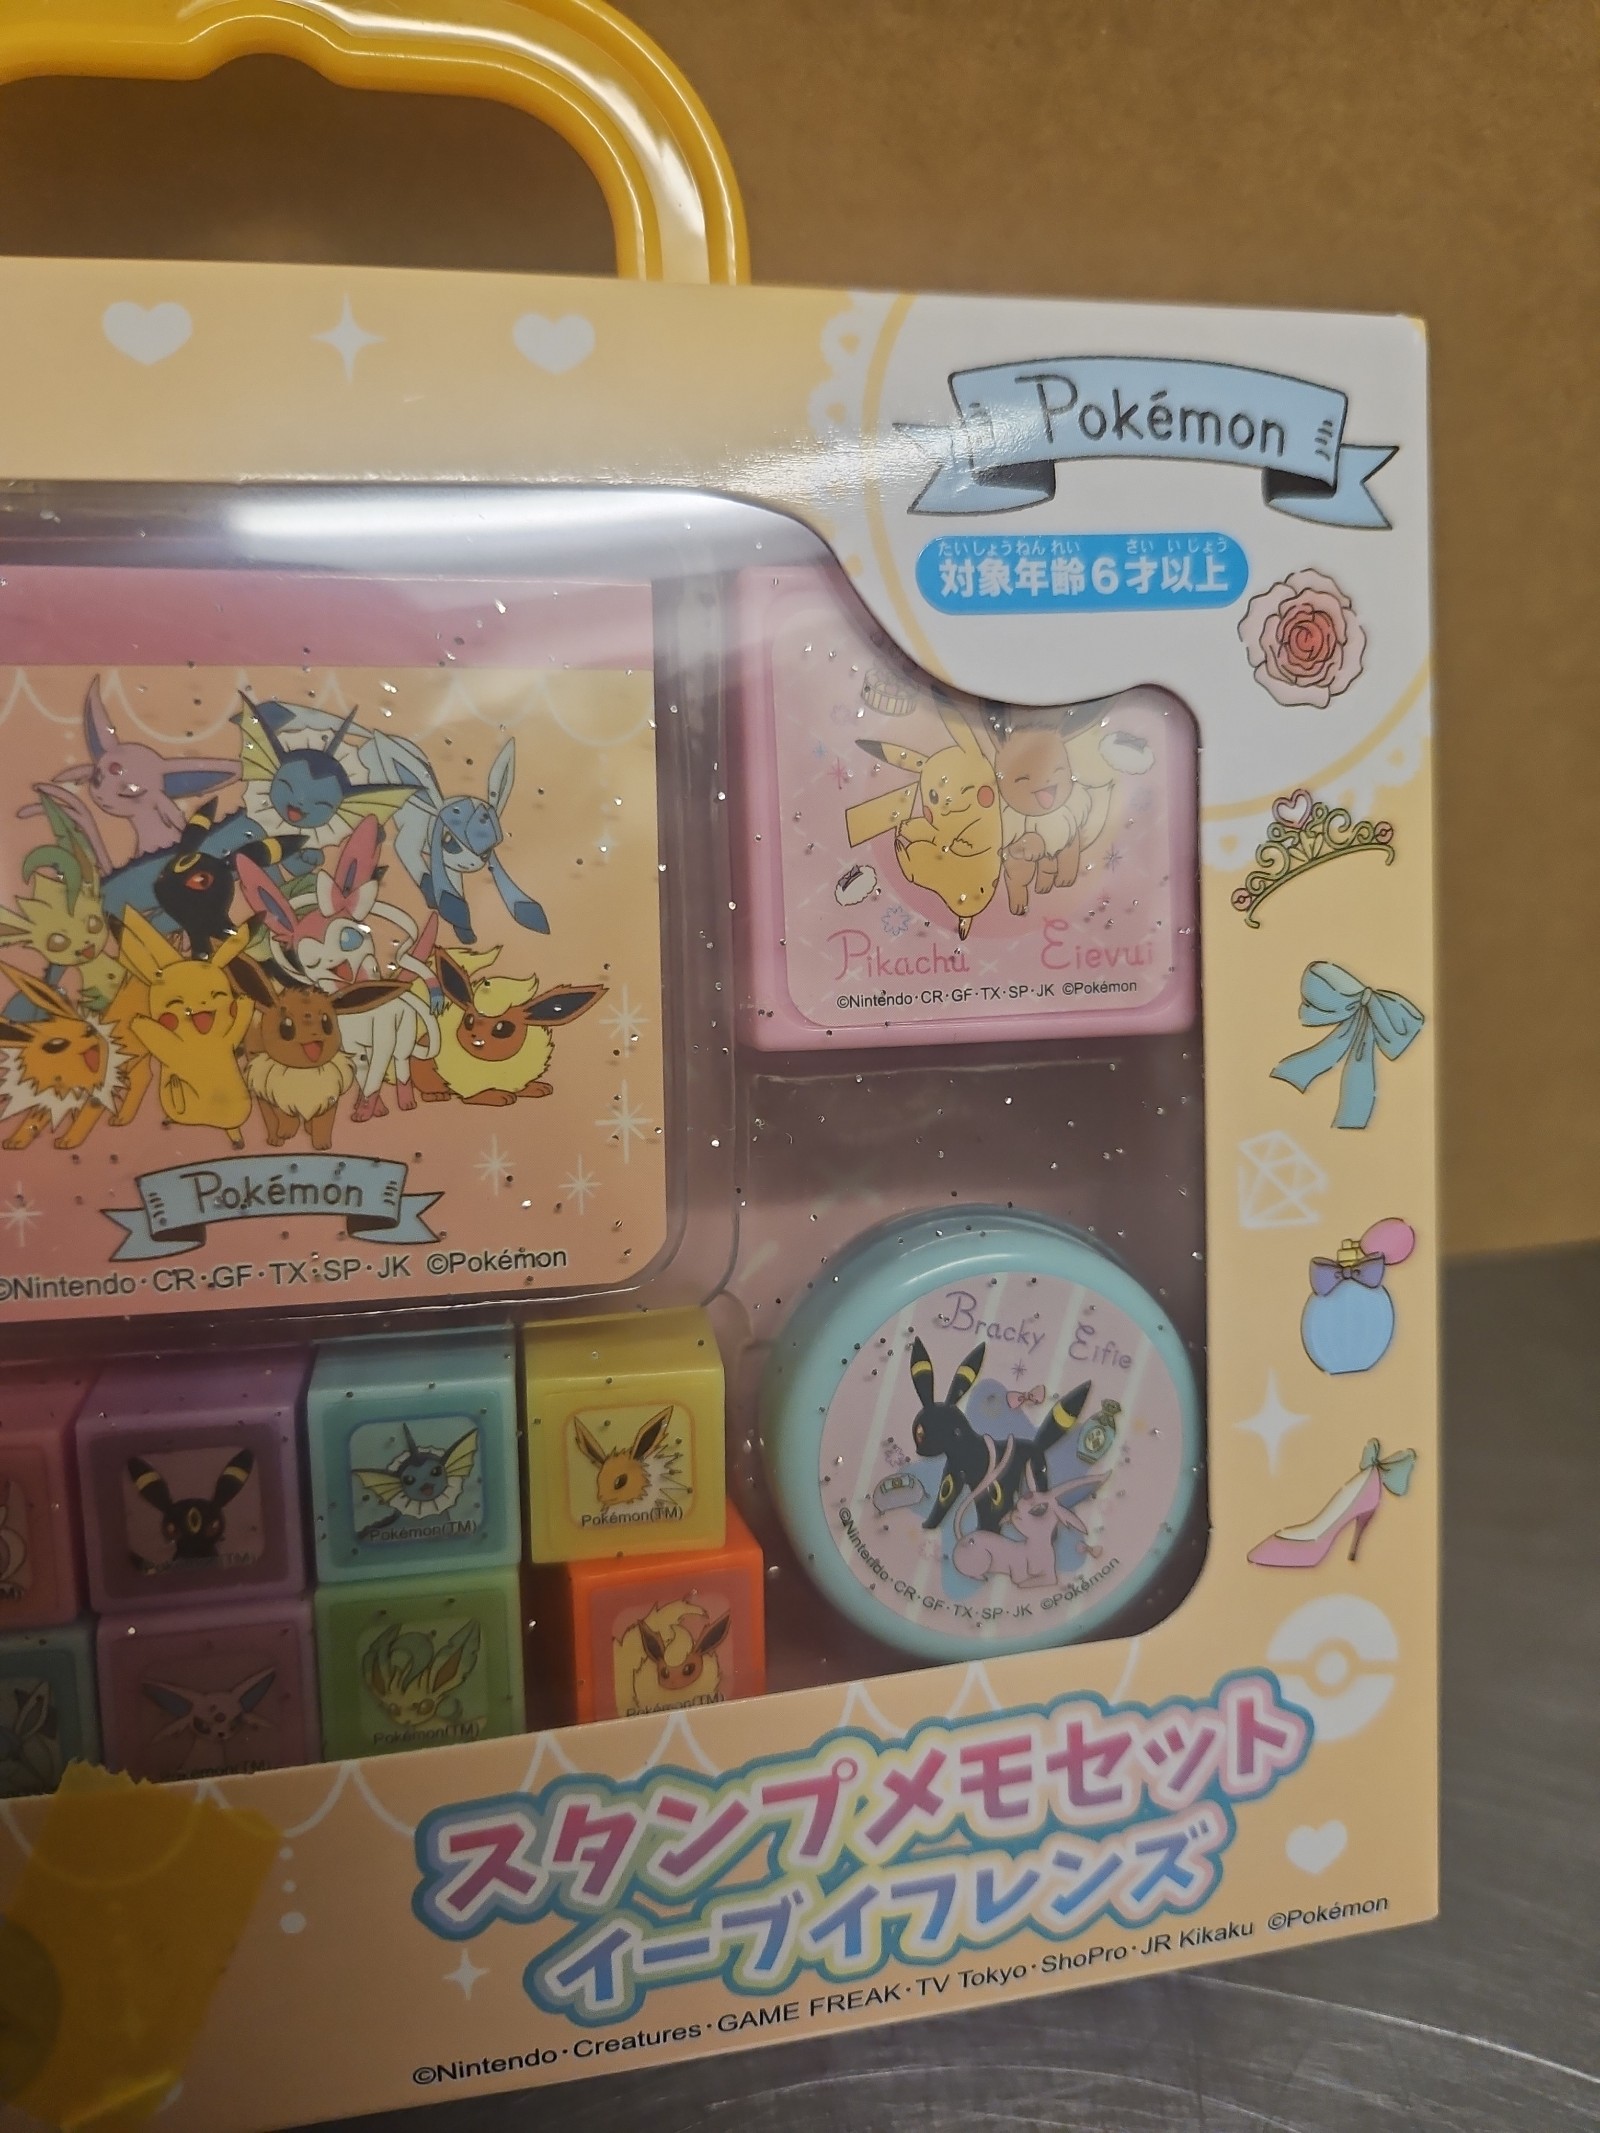 Pokémon
たいしょうねんれい さい いじょう
対象年齢6才以上
Pikachu Eievui
©Nintendo・CR・GF・TX・SP・JK ©Pokémon
Pokémon
©Nintendo・CR・GF・TX・SP・JK ©Pokémon
Bracky Eifie
©Nintendo・CR・GF・TX・SP・JK ©Pokémon
Pokémon(TM)
Pokémon(TM)
Pokémon(TM)
Pokémon(TM)
スタンプメモセット
イーブイフレンズ
©Nintendo・Creatures・GAME FREAK・TV Tokyo・ShoPro・JR Kikaku ©Pokémon